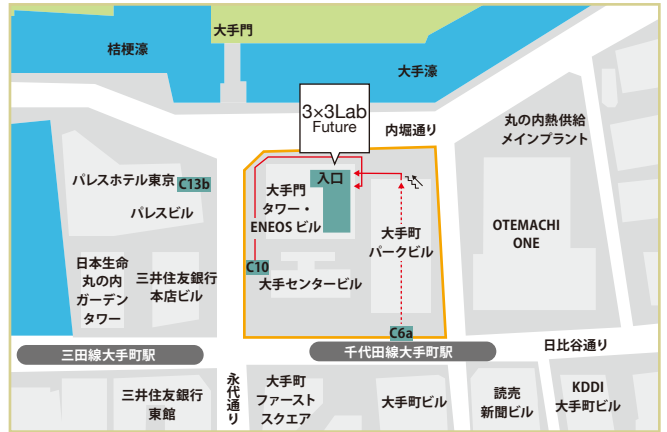 大手門
桔梗濠
大手濠
3×3Lab
Future
内堀通り
丸の内熱供給
メインプラント
パレスホテル東京
C13b
パレスビル
入口
大手門
タワー・
ENEOS ビル
大手町
パークビル
OTEMACHI
ONE
日本生命
丸の内
ガーデン
タワー
三井住友銀行
本店ビル
C10
大手センタービル
C6a
日比谷通り
三田線大手町駅
千代田線大手町駅
三井住友銀行
東館
永代通り
大手町
ファースト
スクエア
大手町ビル
読売
新聞ビル
KDDI
大手町ビル